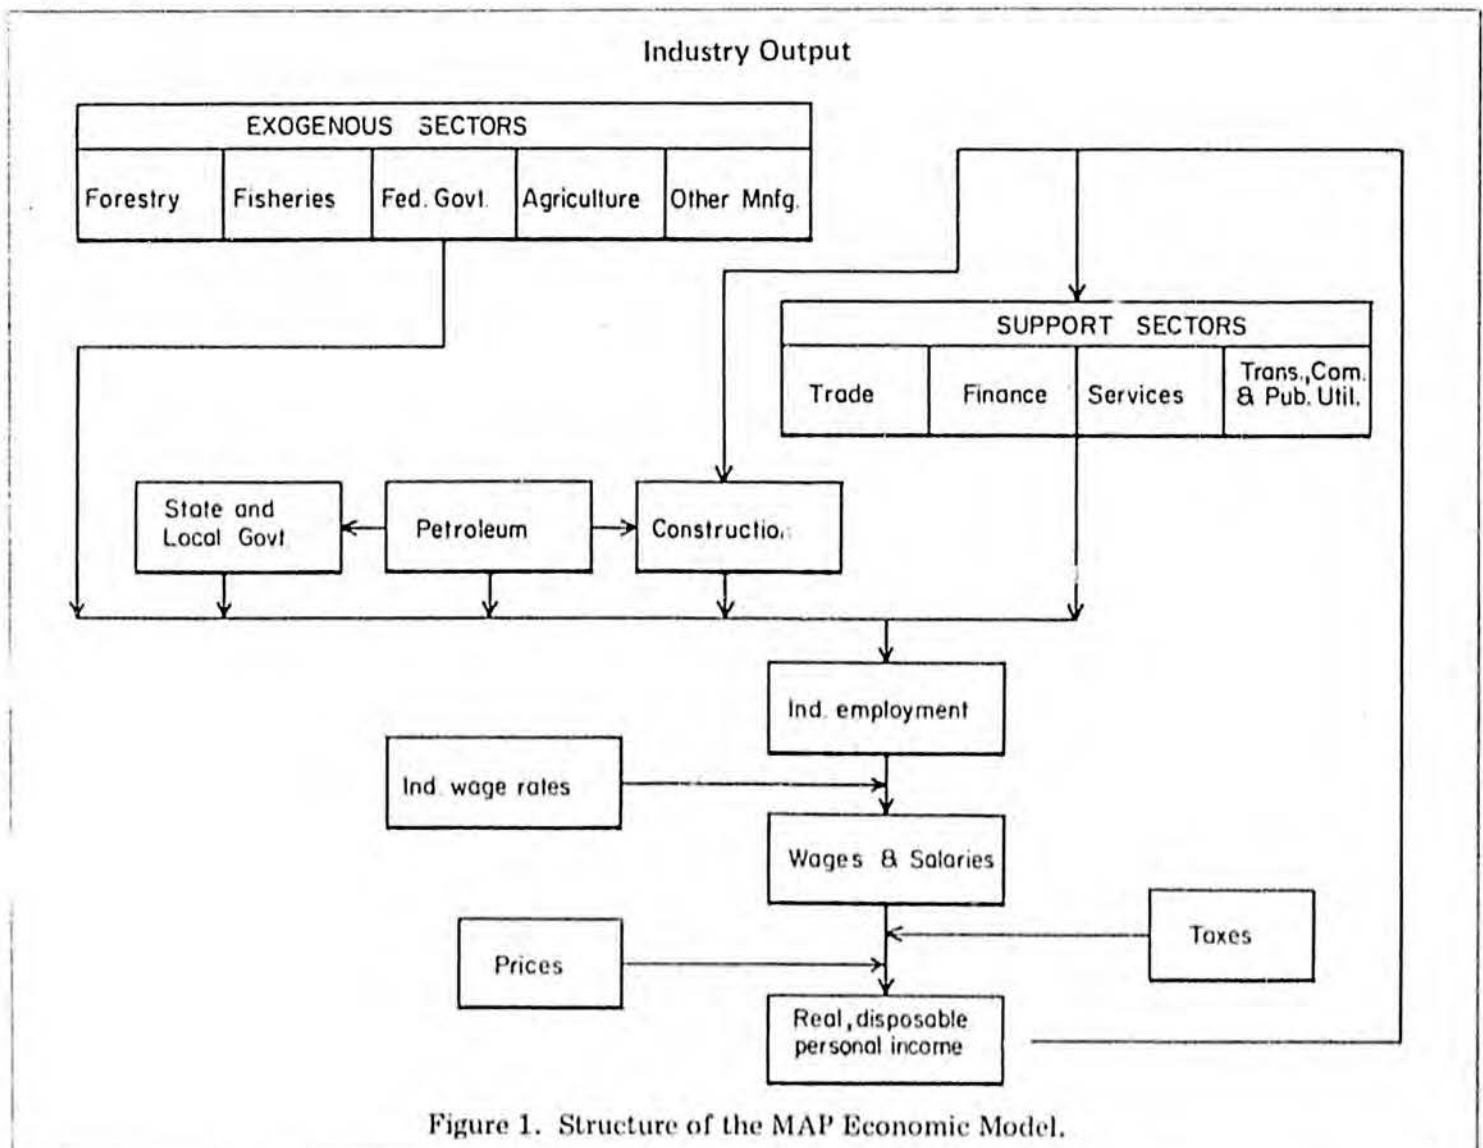 Industry Output
EXOGENOUS SECTORS
Forestry
Fisheries
Fed. Govt.
Agriculture
Other Mnfg.
SUPPORT SECTORS
Trade
Finance
Services
Trans., Com.
& Pub. Util.
State and
Local Govt.
Petroleum
Construction
Ind. employment
Ind. wage rates
Wages & Salaries
Taxes
Prices
Real, disposable
personal income
Figure 1. Structure of the MAP Economic Model.